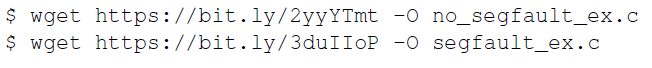 $ wget https://bit.ly/2yyYTmt -O no_segfault_ex.c
$ wget https://bit.ly/3duIIoP -O segfault_ex.c